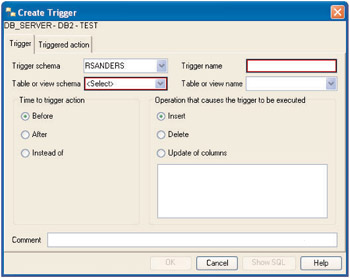 Create Trigger
DB_SERVER - DB2 - TEST
Trigger Triggered action
Trigger schema RSANDERS Trigger name
Table or view schema <Select> Table or view name
Time to trigger action Operation that causes the trigger to be executed
Before Insert
After Delete
Instead of Update of columns
Comment
OK Cancel Show SQL Help